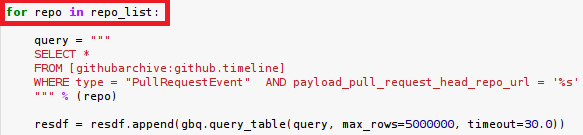 for repo in repo_list:
query = """
SELECT *
FROM [githubarchive:github.timeline]
WHERE type = "PullRequestEvent"  AND payload_pull_request_head_repo_url = '%s'
""" % (repo)
resdf = resdf.append(gbq.query_table(query, max_rows=5000000, timeout=30.0))